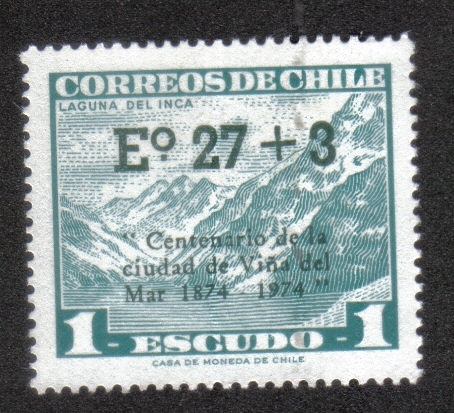 CORREOS DE CHILE
LAGUNA DEL INCA
Eº 27 + 3
" Centenario de la
ciudad de Viña del
Mar 1874 - 1974 "
1 - ESCUDO - 1
CASA DE MONEDA DE CHILE